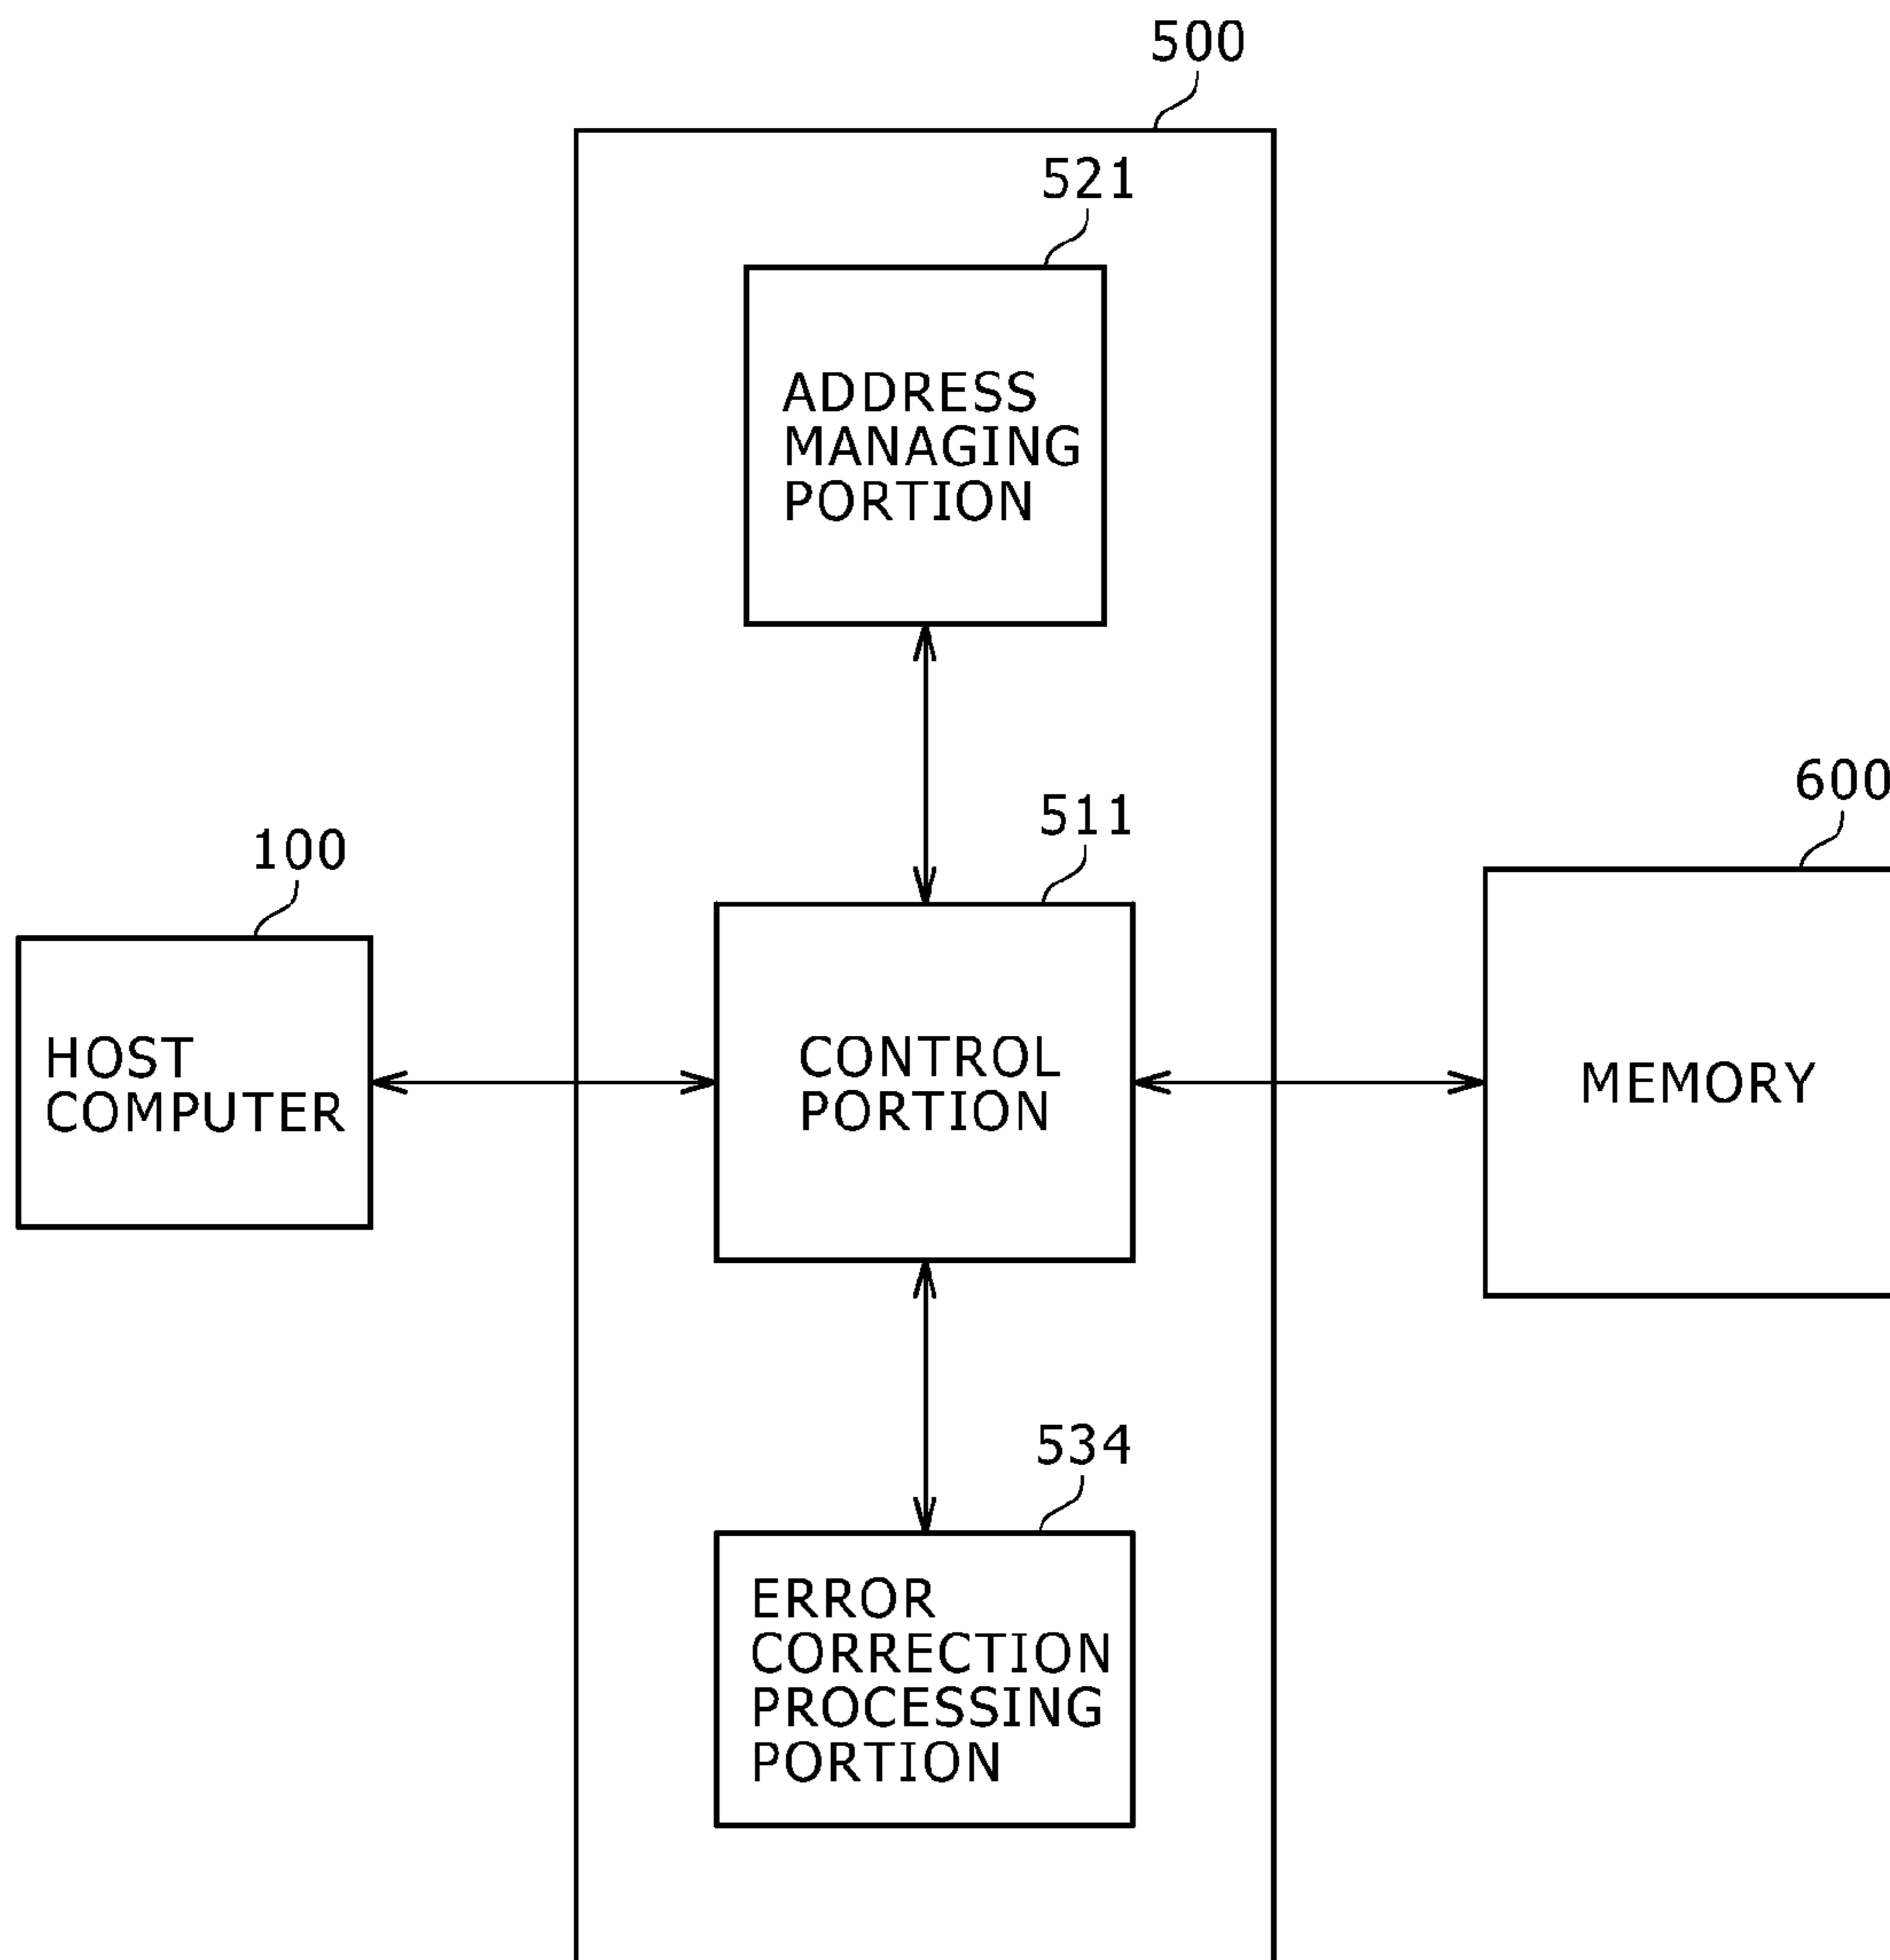 500
521
ADDRESS
MANAGING
PORTION
600
511
100
HOST
COMPUTER
CONTROL
PORTION
MEMORY
534
ERROR
CORRECTION
PROCESSING
PORTION